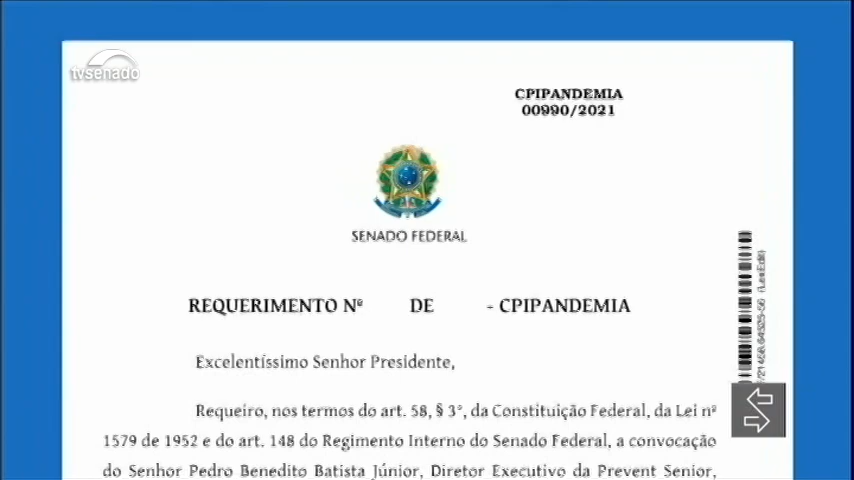 tvsenado
CPIPANDEMIA
00990/2021
SENADO FEDERAL
REQUERIMENTO Nº DE - CPIPANDEMIA
Excelentíssimo Senhor Presidente,
Requeiro, nos termos do art. 58, § 3°, da Constituição Federal, da Lei nº
1579 de 1952 e do art. 148 do Regimento Interno do Senado Federal, a convocação
do Senhor Pedro Benedito Batista Júnior, Diretor Executivo da Prevent Senior,